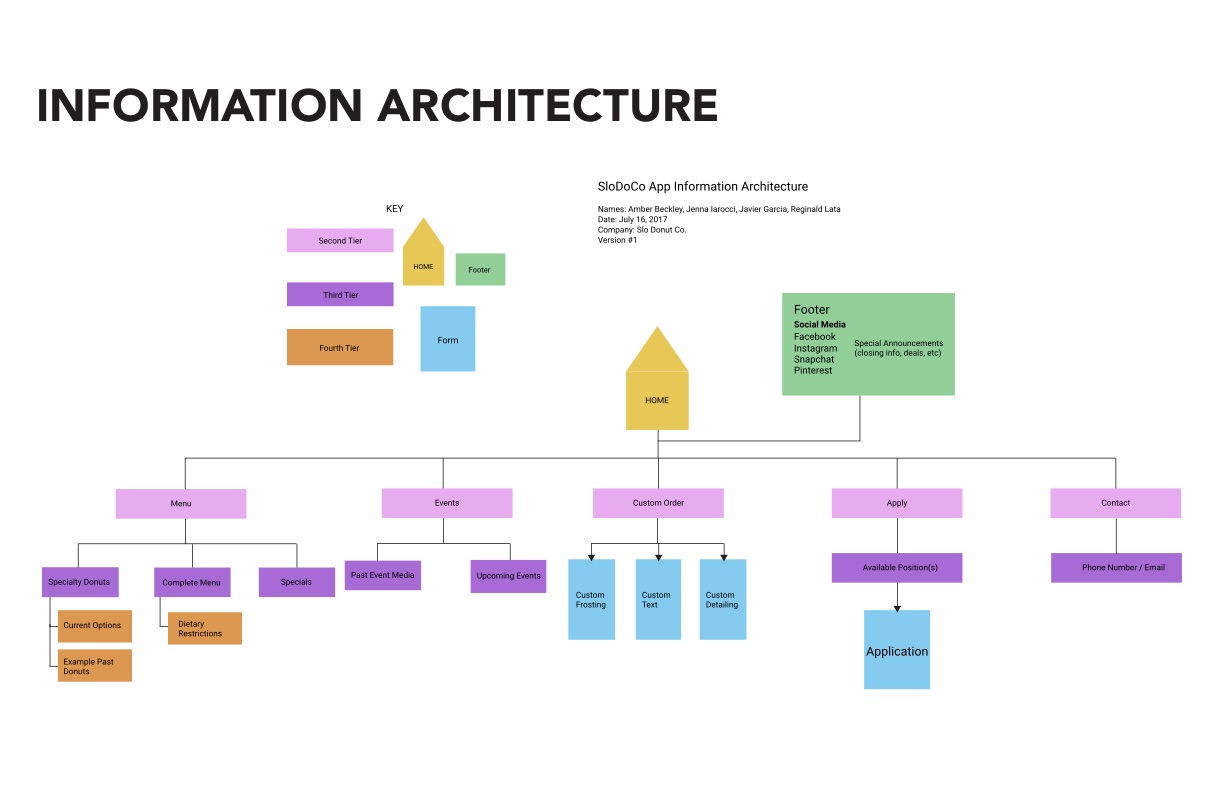 INFORMATION ARCHITECTURE
SloDoCo App Information Architecture
Names: Amber Beckley, Jenna Iarocci, Javier Garcia, Reginald Lata
Date: July 16, 2017
Company: Slo Donut Co.
Version #1
KEY
Second Tier
HOME
Footer
Third Tier
Form
Fourth Tier
Footer
Social Media
Facebook
Instagram
Snapchat
Pinterest
Special Announcements
(closing info, deals, etc)
HOME
Menu
Events
Custom Order
Apply
Contact
Specialty Donuts
Complete Menu
Specials
Past Event Media
Upcoming Events
Custom
Frosting
Custom
Text
Custom
Detailing
Available Position(s)
Phone Number / Email
Current Options
Example Past
Donuts
Dietary
Restrictions
Application